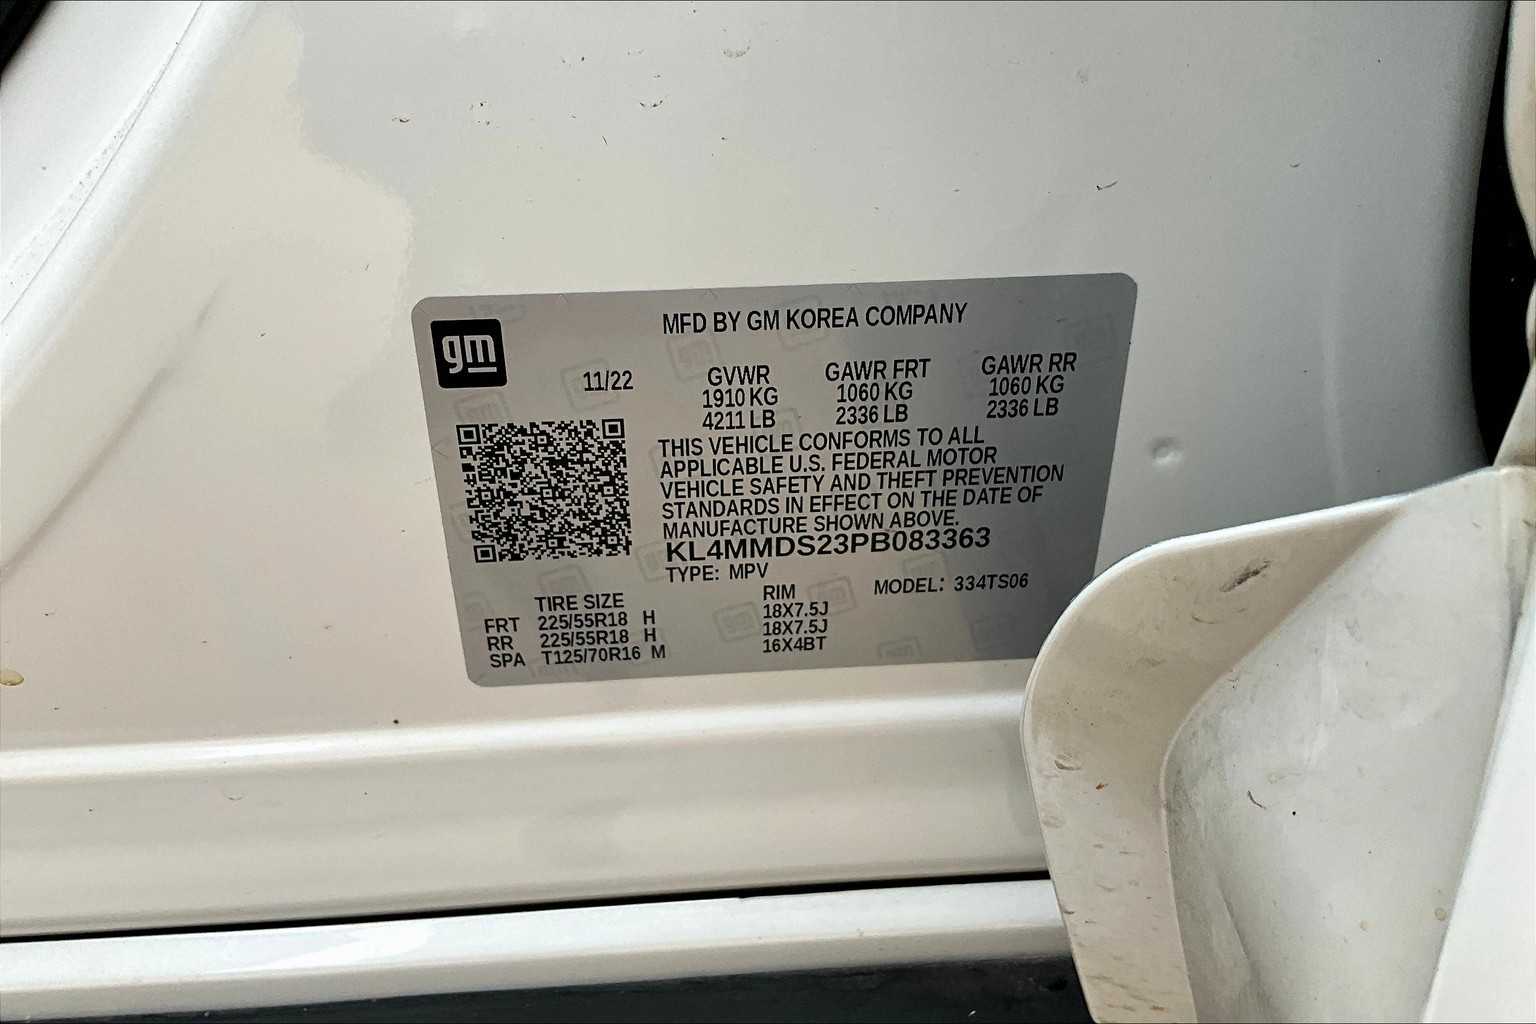 gm
MFD BY GM KOREA COMPANY
11/22
GVWR GAWR FRT GAWR RR
1910 KG 1060 KG 1060 KG
4211 LB 2336 LB 2336 LB
THIS VEHICLE CONFORMS TO ALL
APPLICABLE U.S. FEDERAL MOTOR
VEHICLE SAFETY AND THEFT PREVENTION
STANDARDS IN EFFECT ON THE DATE OF
MANUFACTURE SHOWN ABOVE.
KL4MMDS23PB083363
TYPE: MPV MODEL: 334TS06
TIRE SIZE RIM
FRT 225/55R18 H 18X7.5J
RR 225/55R18 H 18X7.5J
SPA T125/70R16 M 16X4BT